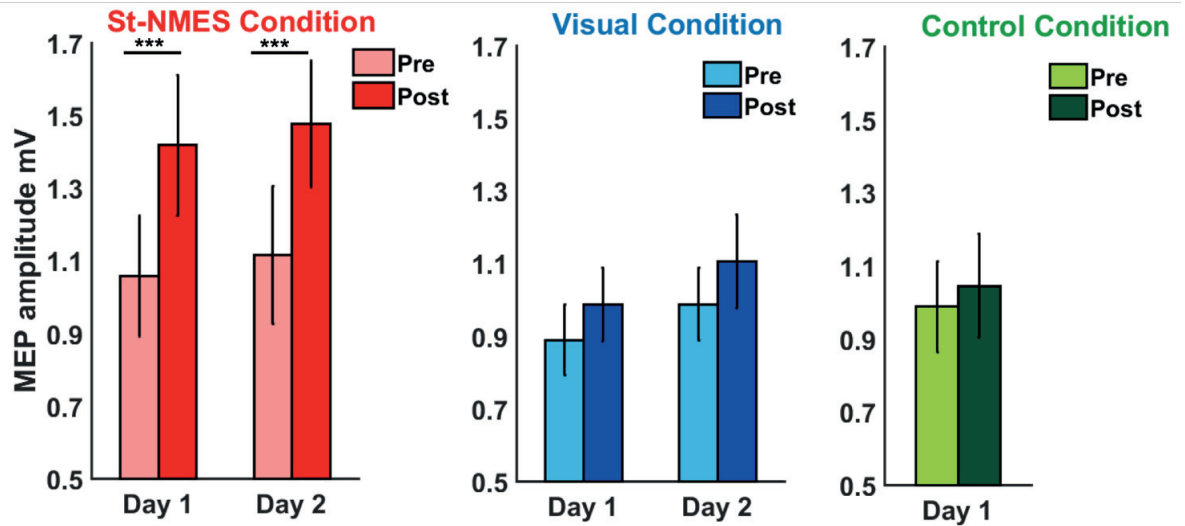 St-NMES Condition
Visual Condition
Control Condition
MEP amplitude mV
1.7
1.5
1.3
1.1
0.9
0.7
0.5
***
***
Pre
Post
Day 1
Day 2
1.7
1.5
1.3
1.1
0.9
0.7
0.5
Pre
Post
Day 1
Day 2
1.7
1.5
1.3
1.1
0.9
0.7
0.5
Pre
Post
Day 1